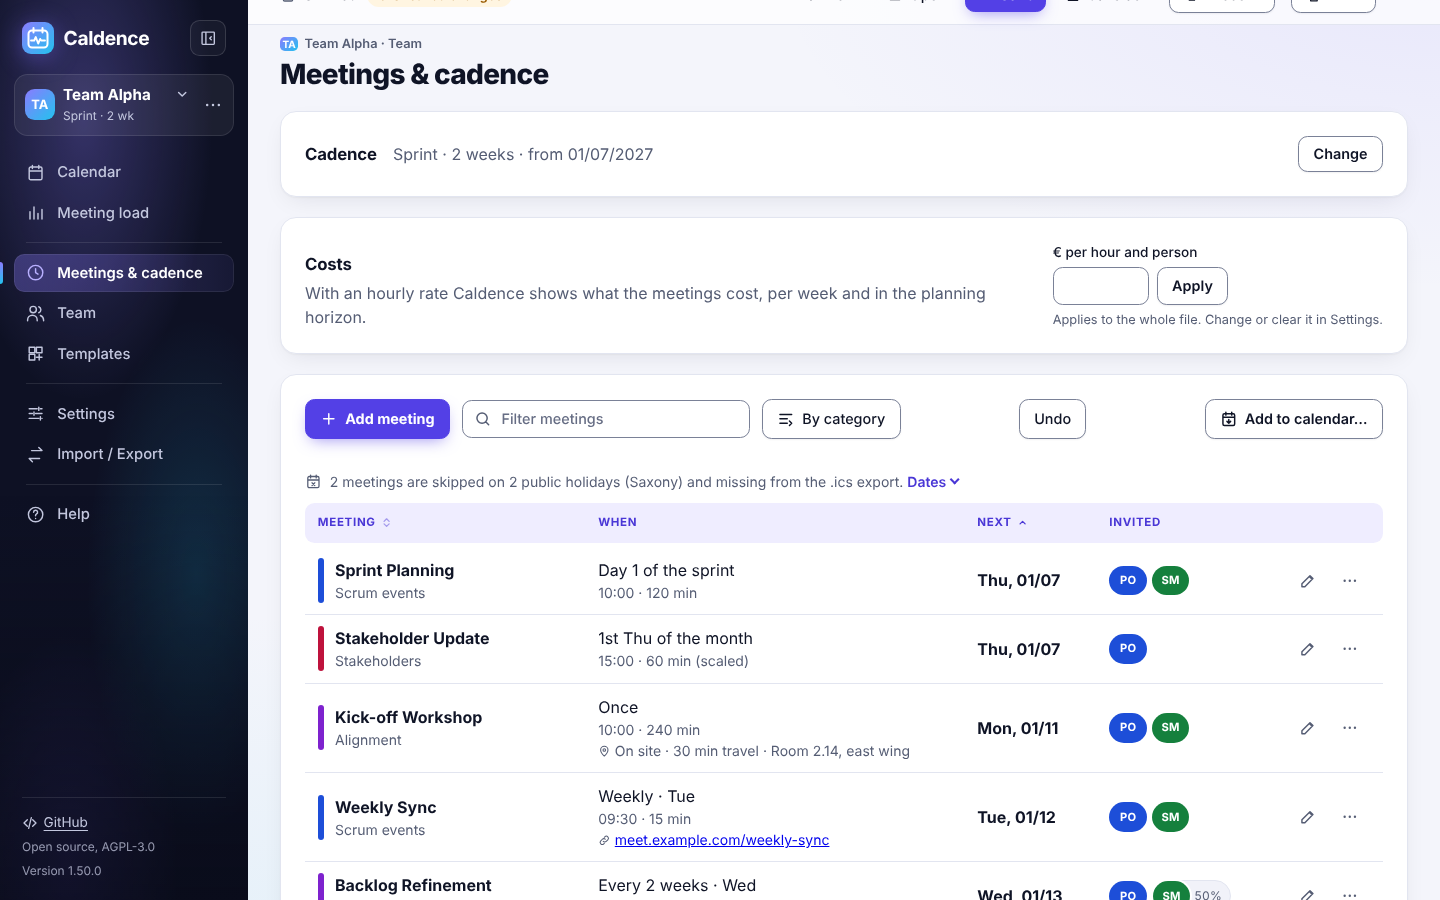 Caldence
TA
Team Alpha
Sprint · 2 wk
Calendar
Meeting load
Meetings & cadence
Team
Templates
Settings
Import / Export
Help
GitHub
Open source, AGPL-3.0
Version 1.50.0
TA Team Alpha · Team
Meetings & cadence
Cadence Sprint · 2 weeks · from 01/07/2027
Change
Costs
With an hourly rate Caldence shows what the meetings cost, per week and in the planning
horizon.
€ per hour and person
Apply
Applies to the whole file. Change or clear it in Settings.
Add meeting
Filter meetings
By category
Undo
Add to calendar...
2 meetings are skipped on 2 public holidays (Saxony) and missing from the .ics export. Dates
MEETING WHEN NEXT INVITED
Sprint Planning
Scrum events
Day 1 of the sprint
10:00 · 120 min
Thu, 01/07
PO SM
Stakeholder Update
Stakeholders
1st Thu of the month
15:00 · 60 min (scaled)
Thu, 01/07
PO
Kick-off Workshop
Alignment
Once
10:00 · 240 min
On site · 30 min travel · Room 2.14, east wing
Mon, 01/11
PO SM
Weekly Sync
Scrum events
Weekly · Tue
09:30 · 15 min
meet.example.com/weekly-sync
Tue, 01/12
PO SM
Backlog Refinement
Every 2 weeks · Wed
Wed, 01/13
PO SM 50%